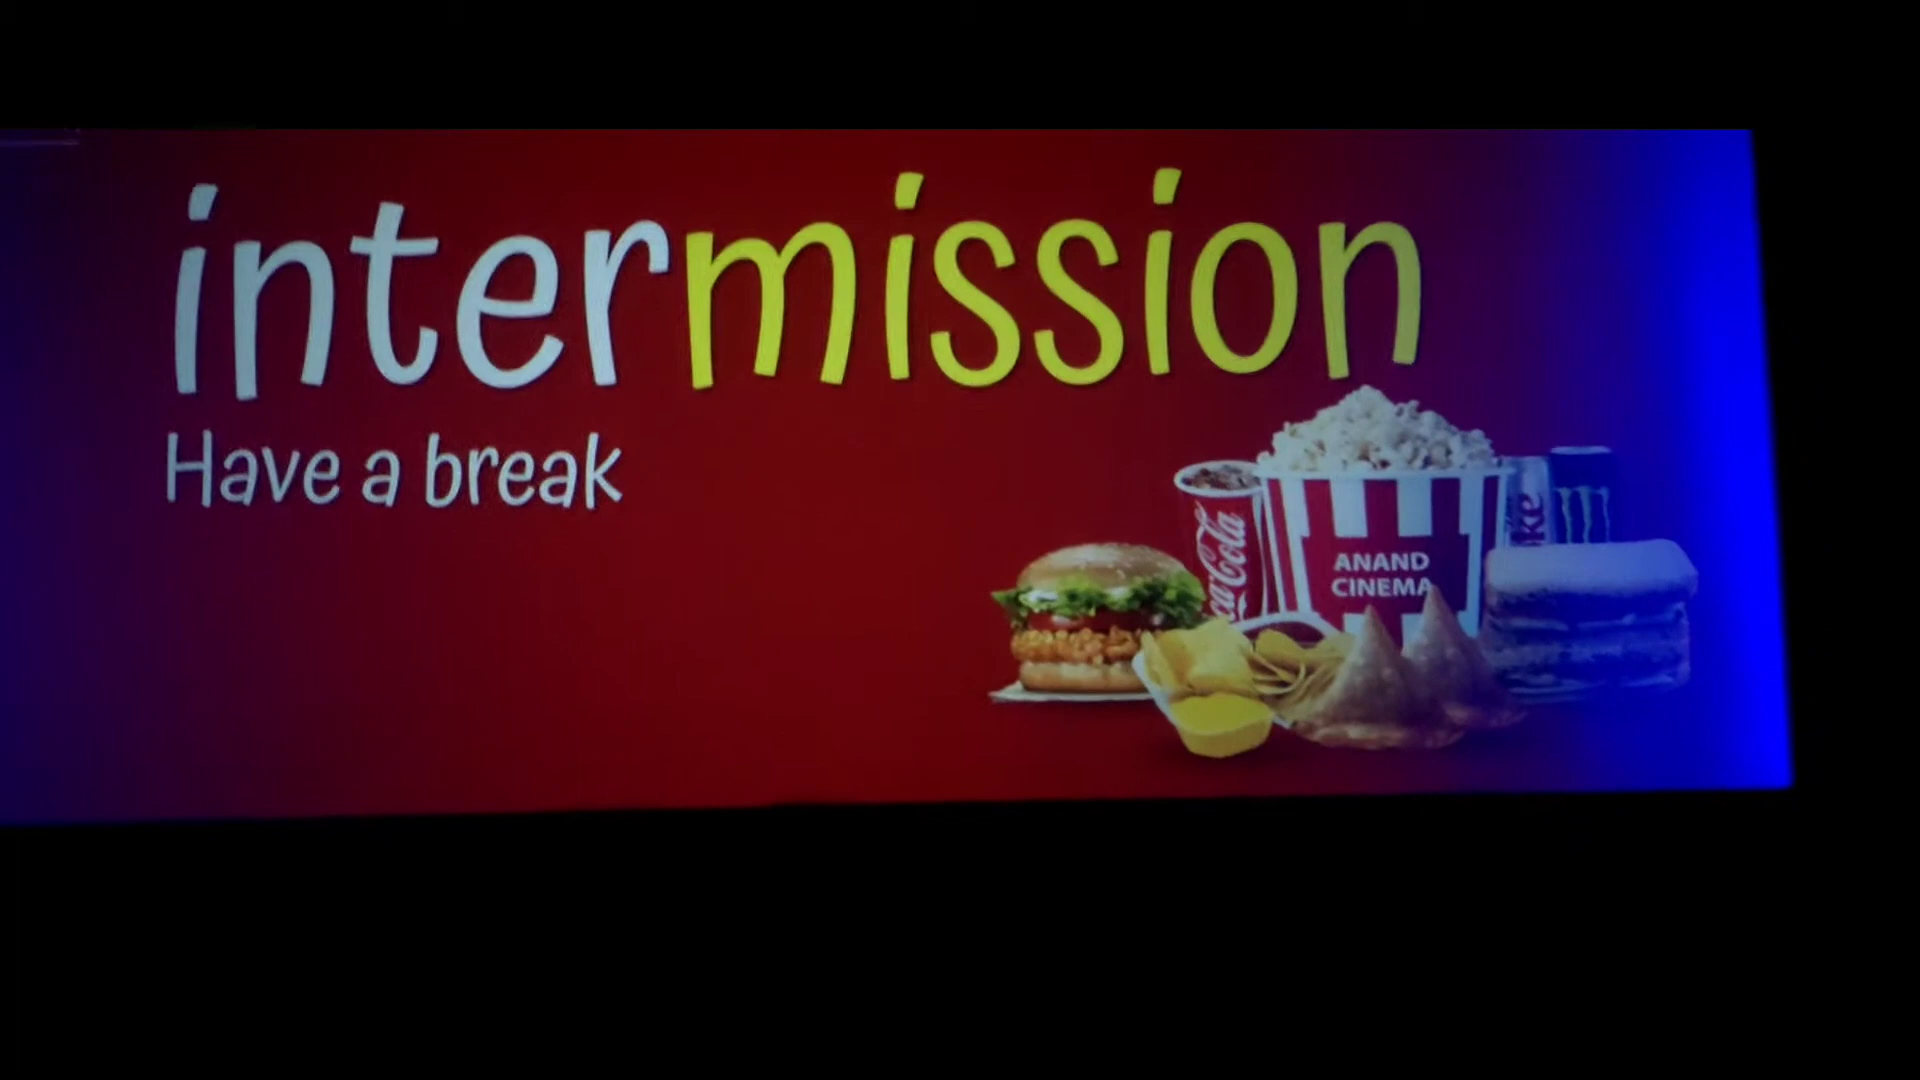 intermission
Have a break
Coca-Cola
ANAND
CINEMA